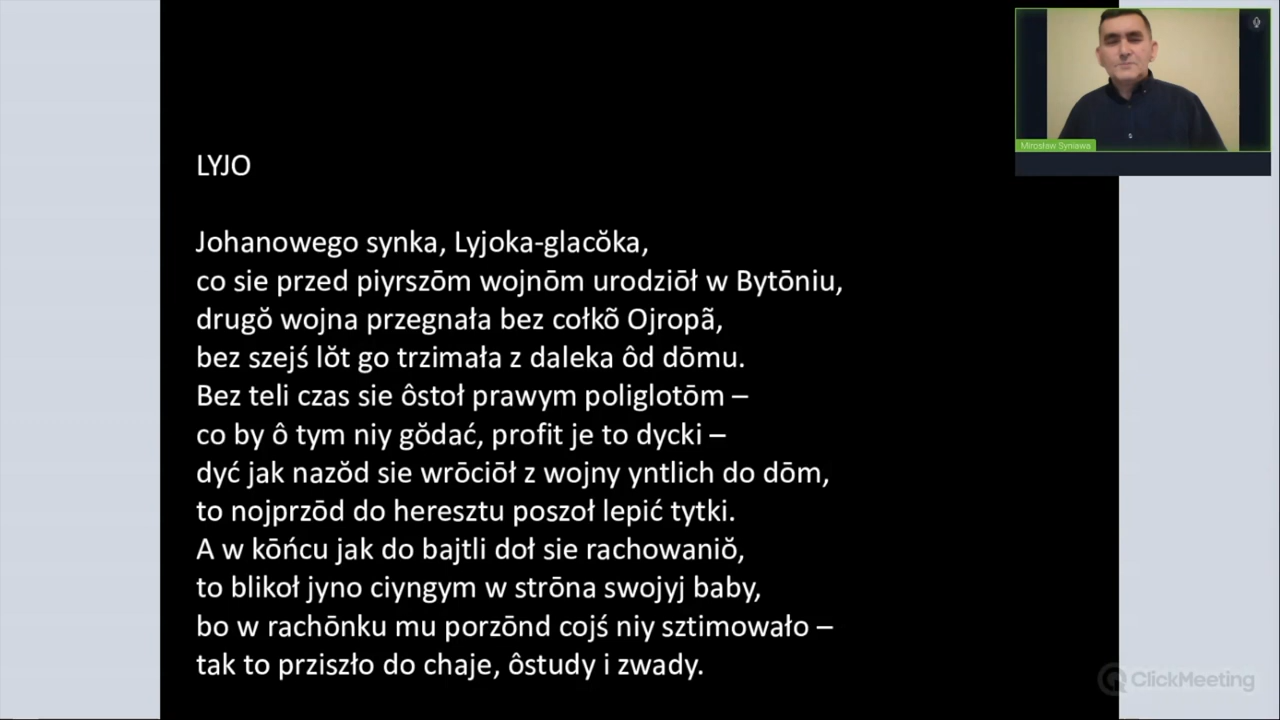 LYJO
Johanowego synka, Lyjoka-glacŏka,
co sie przed piyrszōm wojnōm urodziōł w Bytōniu,
drugŏ wojna przegnała bez cołkõ Ojropã,
bez szejś lŏt go trzimała z daleka ôd dōmu.
Bez teli czas sie ôstoł prawym poliglotōm –
co by ô tym niy gŏdać, profit je to dycki –
dyć jak nazŏd sie wrōciōł z wojny yntlich do dōm,
to nojprzōd do heresztu poszoł lepić tytki.
A w kōńcu jak do bajtli doł sie rachowaniŏ,
to blikoł jyno ciyngym w strōna swojyj baby,
bo w rachōnku mu porzōnd cojś niy sztimowało –
tak to prziszło do chaje, ôstudy i zwady.
Mirosław Syniawa
ClickMeeting